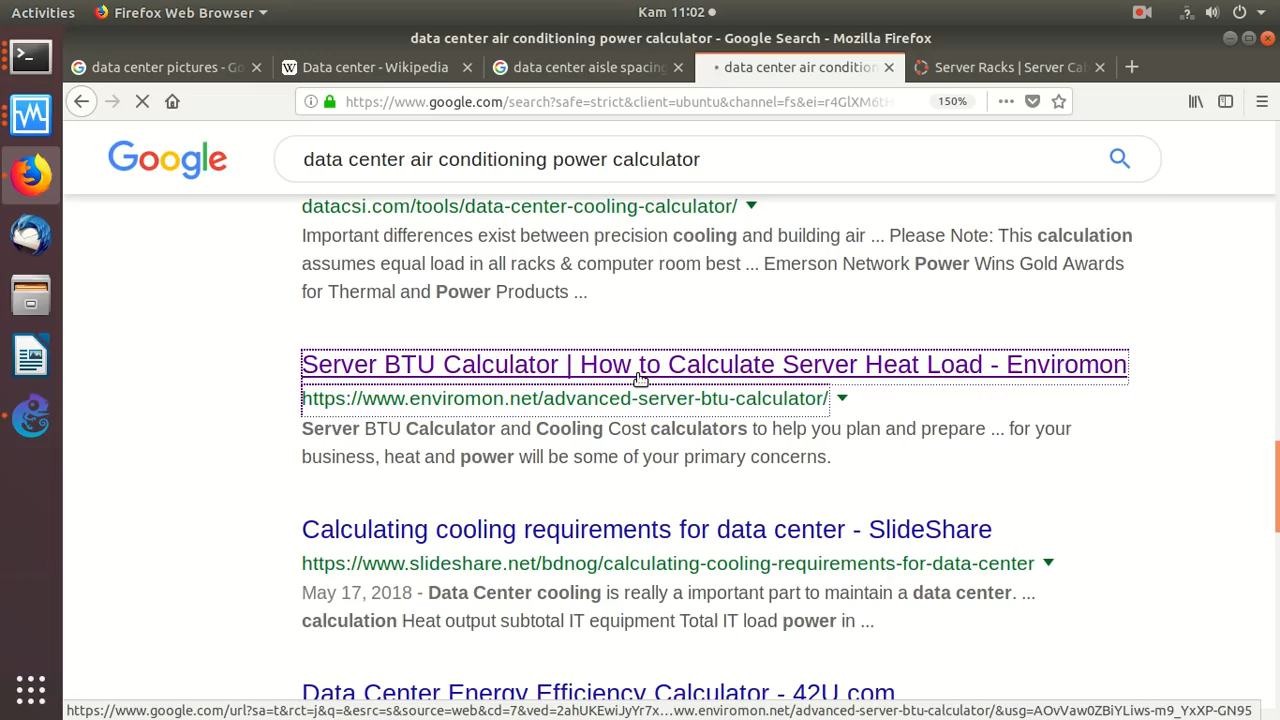 Activities Firefox Web Browser Kam 11:02
data center air conditioning power calculator - Google Search - Mozilla Firefox
data center pictures - Go Data center - Wikipedia data center aisle spacing data center air condition Server Racks | Server Cab
https://www.google.com/search?safe=strict&client=ubuntu&channel=fs&ei=r4GlXM6tH 150%
Google data center air conditioning power calculator
datacsi.com/tools/data-center-cooling-calculator/
Important differences exist between precision cooling and building air ... Please Note: This calculation
assumes equal load in all racks & computer room best ... Emerson Network Power Wins Gold Awards
for Thermal and Power Products ...
Server BTU Calculator | How to Calculate Server Heat Load - Enviromon
https://www.enviromon.net/advanced-server-btu-calculator/
Server BTU Calculator and Cooling Cost calculators to help you plan and prepare ... for your
business, heat and power will be some of your primary concerns.
Calculating cooling requirements for data center - SlideShare
https://www.slideshare.net/bdnog/calculating-cooling-requirements-for-data-center
May 17, 2018 - Data Center cooling is really a important part to maintain a data center. ...
calculation Heat output subtotal IT equipment Total IT load power in ...
Data Center Energy Efficiency Calculator - 42U.com
https://www.google.com/url?sa=t&rct=j&q=&esrc=s&source=web&cd=7&ved=2ahUKEwiJyYr7x…ww.enviromon.net/advanced-server-btu-calculator/&usg=AOvVaw0ZBiYLiws-m9_YxXP-GN95